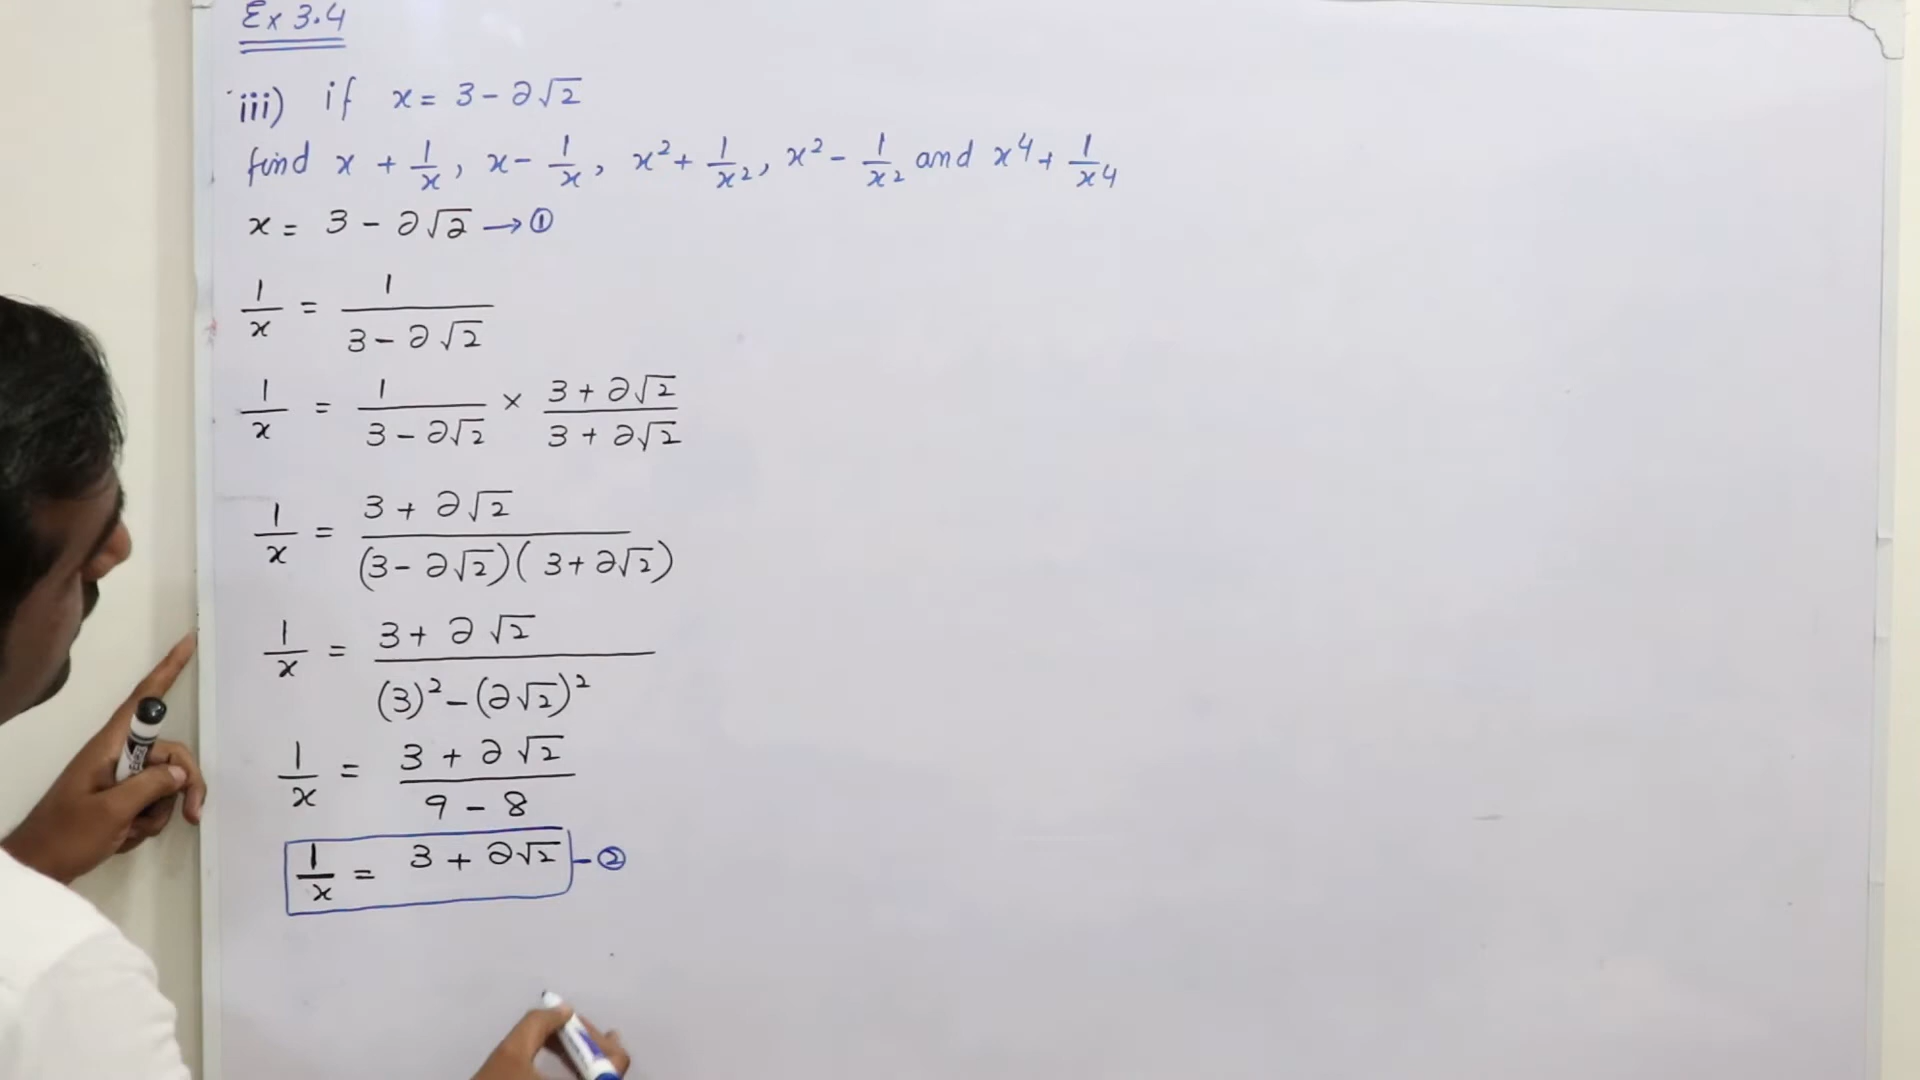 Ex 3.4
iii) if x = 3 - 2√2
find x + 1/x, x - 1/x, x² + 1/x², x² - 1/x² and x⁴ + 1/x⁴
x = 3 - 2√2 → ①
1/x = 1/(3 - 2√2)
1/x = 1/(3 - 2√2) × (3 + 2√2)/(3 + 2√2)
1/x = (3 + 2√2)/((3 - 2√2)(3 + 2√2))
1/x = (3 + 2√2)/((3)² - (2√2)²)
1/x = (3 + 2√2)/(9 - 8)
1/x = 3 + 2√2 - ②